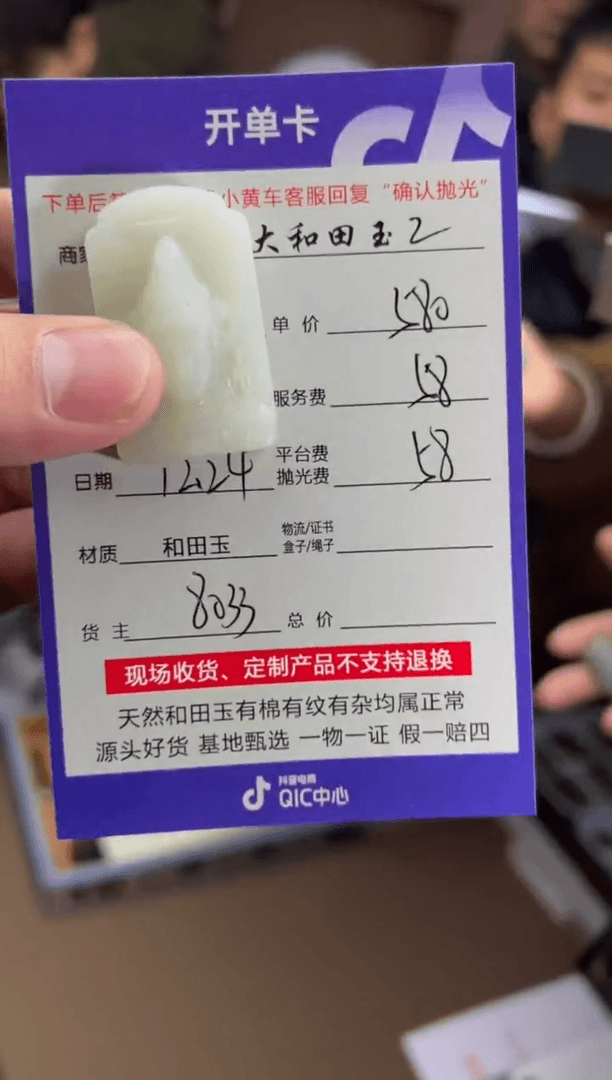 开单卡
下单后 小黄车客服回复“确认抛光”
商家 大和田玉2
单价 580
服务费 58
日期 1224 平台费 抛光费 58
材质 和田玉 物流/证书 盒子/绳子
货主 8033 总价
现场收货、定制产品不支持退换
天然和田玉有棉有纹有杂均属正常
源头好货 基地甄选 一物一证 假一赔四
抖音电商
QIC中心